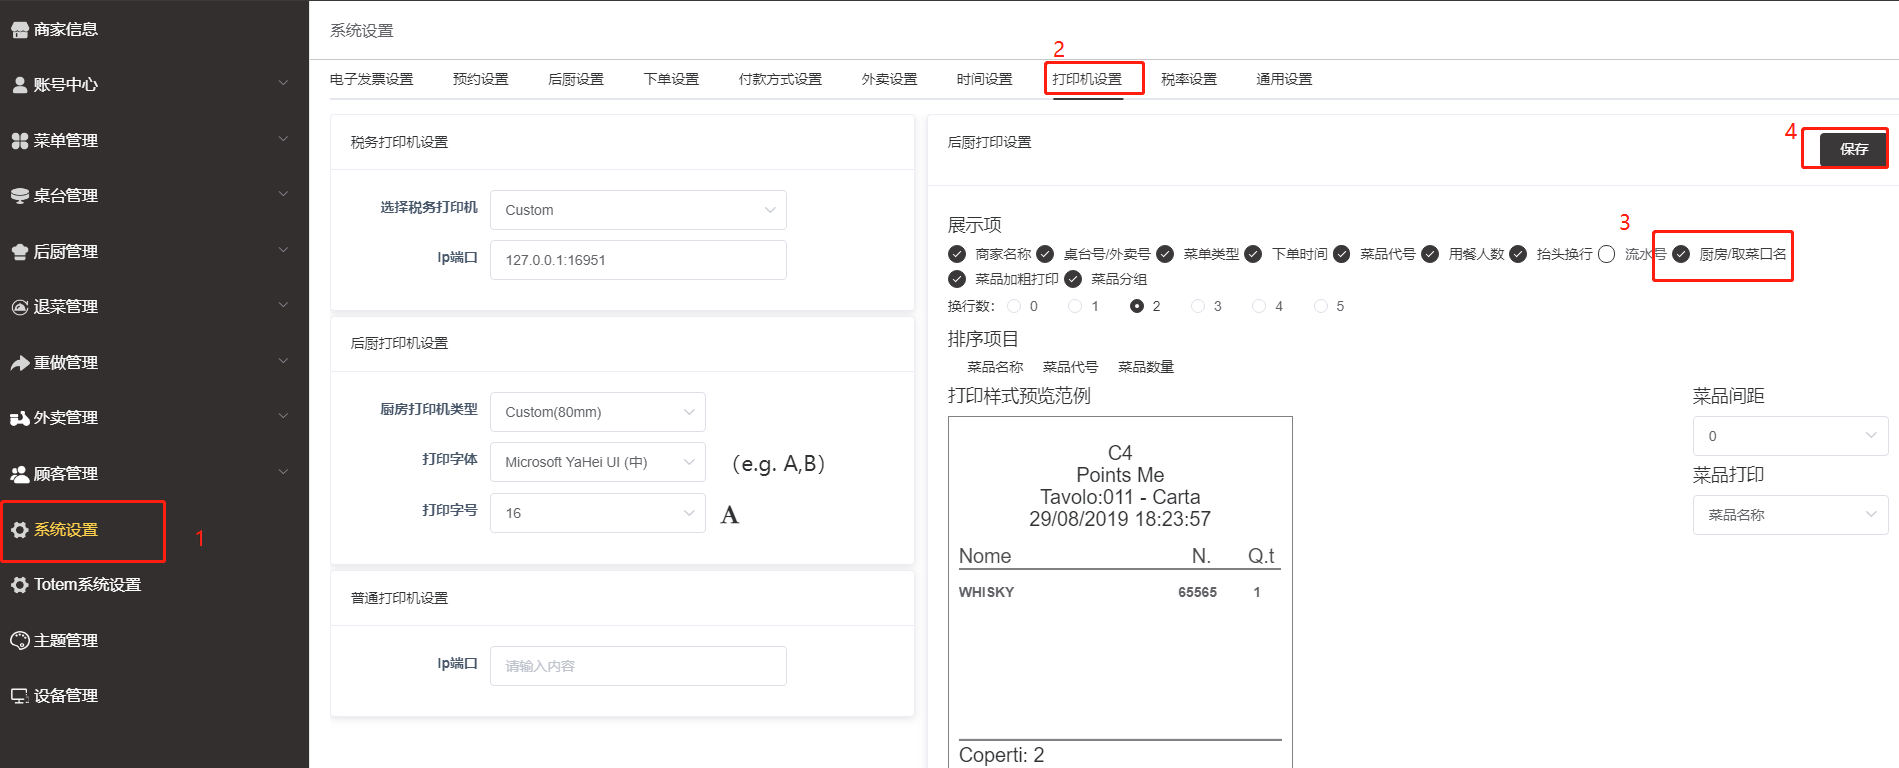 商家信息
账号中心
菜单管理
桌台管理
后厨管理
退菜管理
重做管理
外卖管理
顾客管理
系统设置
1
Totem系统设置
主题管理
设备管理
系统设置
2
电子发票设置 预约设置 后厨设置 下单设置 付款方式设置 外卖设置 时间设置 打印机设置 税率设置 通用设置
税务打印机设置
选择税务打印机 Custom
Ip端口 127.0.0.1:16951
后厨打印机设置
厨房打印机类型 Custom(80mm)
打印字体 Microsoft YaHei UI (中) （e.g. A,B）
打印字号 16 A
普通打印机设置
Ip端口 请输入内容
后厨打印设置
4 保存
展示项
3
商家名称 桌台号/外卖号 菜单类型 下单时间 菜品代号 用餐人数 抬头换行 流水号 厨房/取菜口名
菜品加粗打印 菜品分组
换行数: 0 1 2 3 4 5
排序项目
菜品名称 菜品代号 菜品数量
打印样式预览范例
C4
Points Me
Tavolo:011 - Carta
29/08/2019 18:23:57
Nome N. Q.t
WHISKY 65565 1
Coperti: 2
菜品间距
0
菜品打印
菜品名称